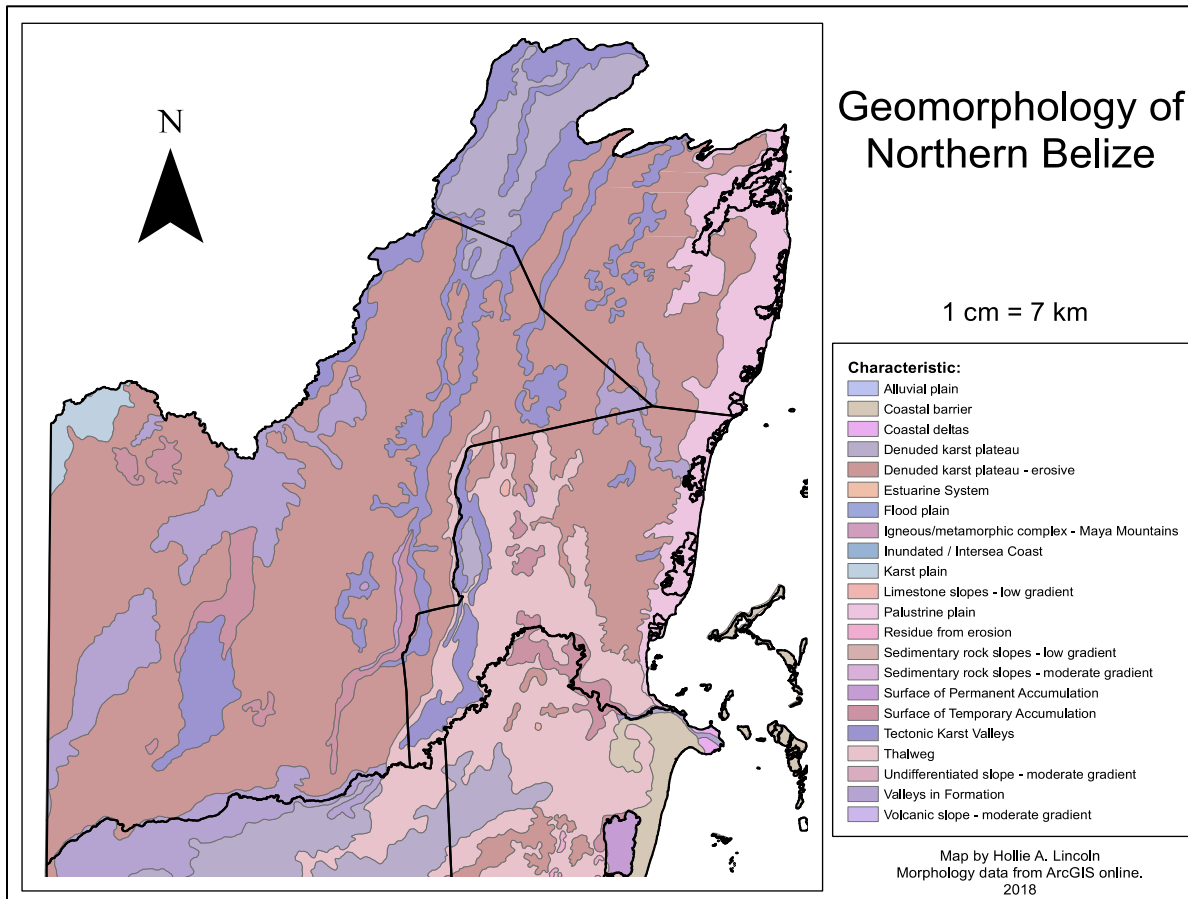 N
Geomorphology of
Northern Belize
1 cm = 7 km
Characteristic:
Alluvial plain
Coastal barrier
Coastal deltas
Denuded karst plateau
Denuded karst plateau - erosive
Estuarine System
Flood plain
Igneous/metamorphic complex - Maya Mountains
Inundated / Intersea Coast
Karst plain
Limestone slopes - low gradient
Palustrine plain
Residue from erosion
Sedimentary rock slopes - low gradient
Sedimentary rock slopes - moderate gradient
Surface of Permanent Accumulation
Surface of Temporary Accumulation
Tectonic Karst Valleys
Thalweg
Undifferentiated slope - moderate gradient
Valleys in Formation
Volcanic slope - moderate gradient
Map by Hollie A. Lincoln
Morphology data from ArcGIS online.
2018